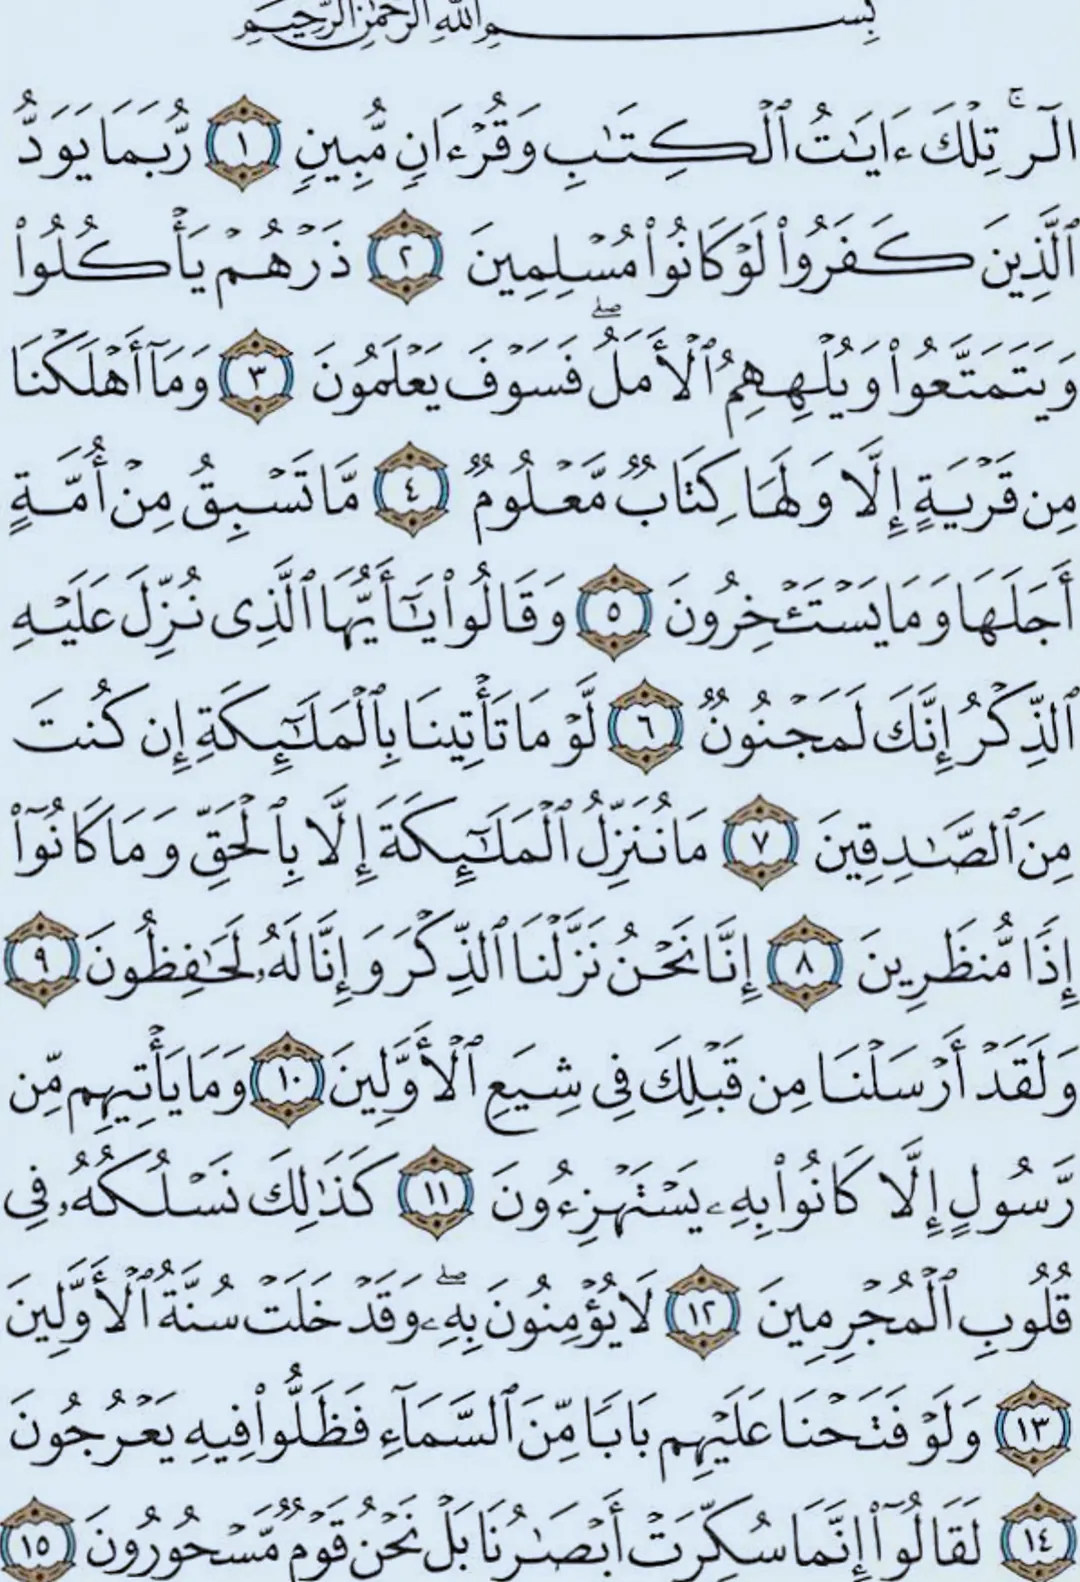 بِسْمِ اللَّهِ الرَّحْمَٰنِ الرَّحِيمِ
الٓرۚ تِلْكَ ءَايَٰتُ ٱلْكِتَٰبِ وَقُرْءَانٍ مُّبِينٍ ١ رُّبَمَا يَوَدُّ
ٱلَّذِينَ كَفَرُوا۟ لَوْ كَانُوا۟ مُسْلِمِينَ ٢ ذَرْهُمْ يَأْكُلُوا۟
وَيَتَمَتَّعُوا۟ وَيُلْهِهِمُ ٱلْأَمَلُۖ فَسَوْفَ يَعْلَمُونَ ٣ وَمَآ أَهْلَكْنَا
مِن قَرْيَةٍ إِلَّا وَلَهَا كِتَابٌ مَّعْلُومٌ ٤ مَّا تَسْبِقُ مِنْ أُمَّةٍ
أَجَلَهَا وَمَا يَسْتَـْٔخِرُونَ ٥ وَقَالُوا۟ يَٰٓأَيُّهَا ٱلَّذِى نُزِّلَ عَلَيْهِ
ٱلذِّكْرُ إِنَّكَ لَمَجْنُونٌ ٦ لَّوْ مَا تَأْتِينَا بِٱلْمَلَٰٓئِكَةِ إِن كُنتَ
مِنَ ٱلصَّٰدِقِينَ ٧ مَا نُنَزِّلُ ٱلْمَلَٰٓئِكَةَ إِلَّا بِٱلْحَقِّ وَمَا كَانُوٓا۟
إِذًا مُّنظَرِينَ ٨ إِنَّا نَحْنُ نَزَّلْنَا ٱلذِّكْرَ وَإِنَّا لَهُۥ لَحَٰفِظُونَ ٩
وَلَقَدْ أَرْسَلْنَا مِن قَبْلِكَ فِى شِيَعِ ٱلْأَوَّلِينَ ١٠ وَمَا يَأْتِيهِم مِّن
رَّسُولٍ إِلَّا كَانُوا۟ بِهِۦ يَسْتَهْزِءُونَ ١١ كَذَٰلِكَ نَسْلُكُهُۥ فِى
قُلُوبِ ٱلْمُجْرِمِينَ ١٢ لَا يُؤْمِنُونَ بِهِۦۖ وَقَدْ خَلَتْ سُنَّةُ ٱلْأَوَّلِينَ
١٣ وَلَوْ فَتَحْنَا عَلَيْهِم بَابًا مِّنَ ٱلسَّمَآءِ فَظَلُّوا۟ فِيهِ يَعْرُجُونَ
١٤ لَقَالُوٓا۟ إِنَّمَا سُكِّرَتْ أَبْصَٰرُنَا بَلْ نَحْنُ قَوْمٌ مَّسْحُورُونَ ١٥